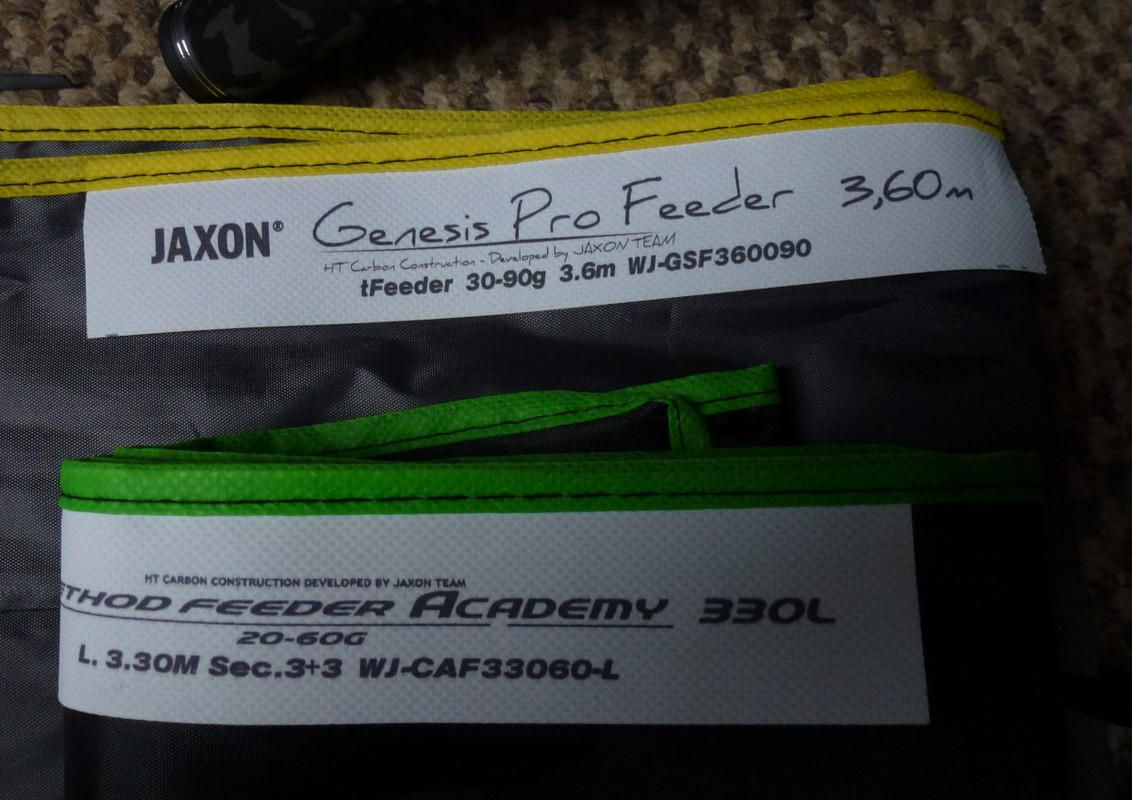 JAXON® Genesis Pro Feeder 3,60m
HT Carbon Construction - Developed by JAXON TEAM
tFeeder 30-90g 3.6m WJ-GSF360090
HT CARBON CONSTRUCTION DEVELOPED BY JAXON TEAM
THOD FEEDER ACADEMY 330L
20-60G
L. 3.30M Sec.3+3 WJ-CAF33060-L